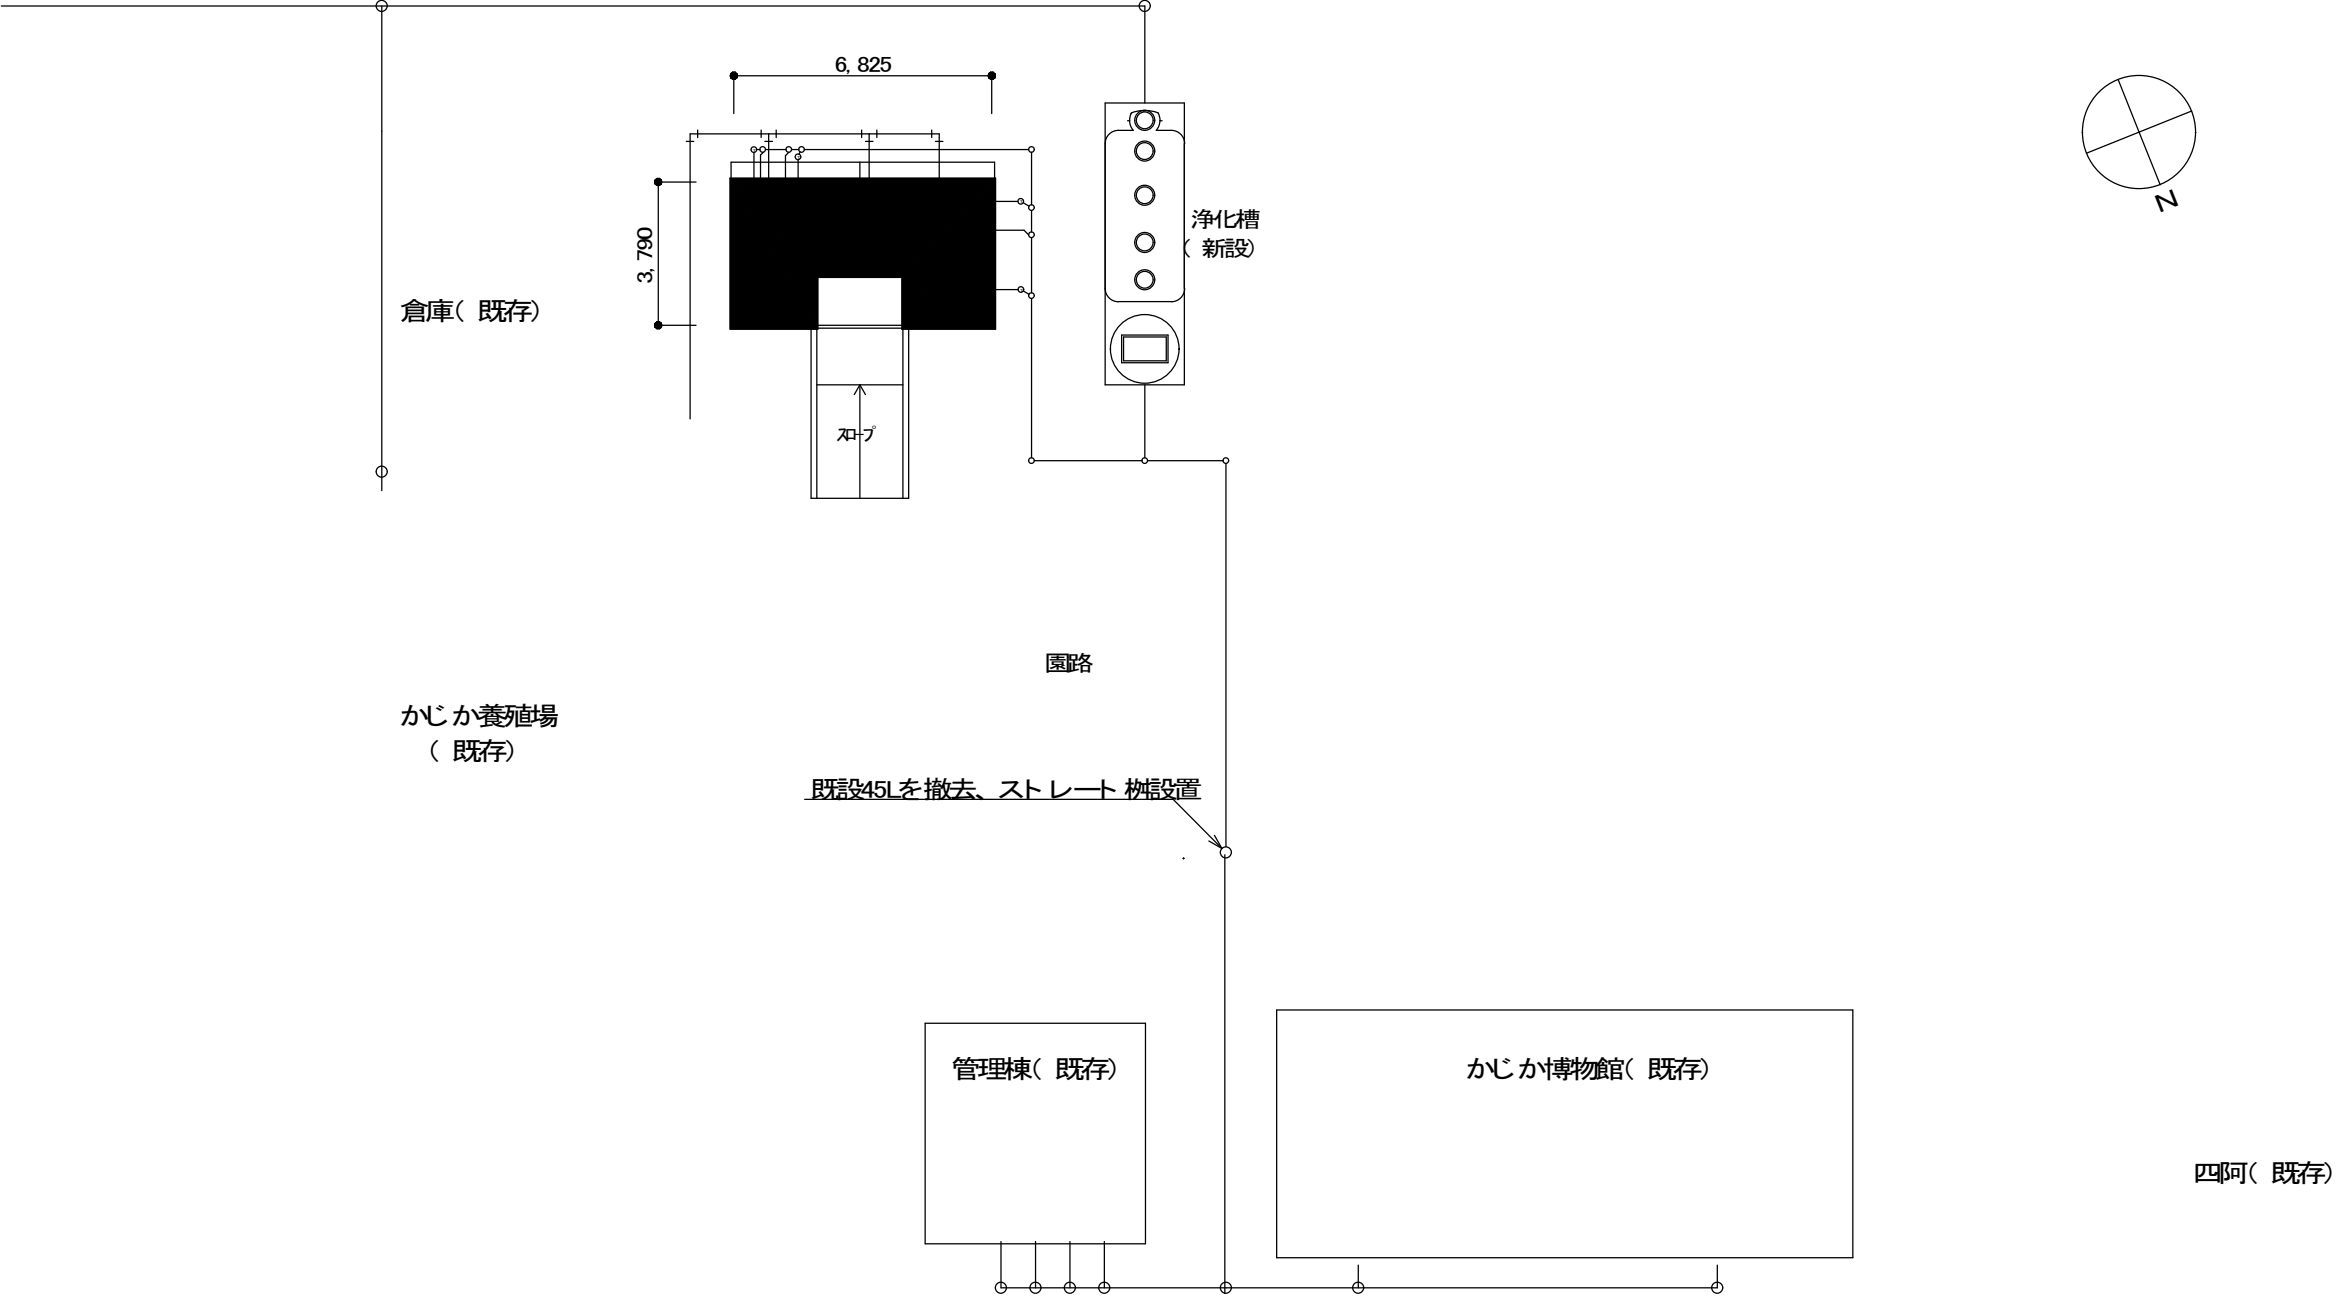 6,825
N
浄化槽
(新設)
3,790
倉庫(既存)
スロープ
園路
かじか養殖場
(既存)
既設45Lを撤去、ストレート桝設置
管理棟(既存)
かじか博物館(既存)
四阿(既存)